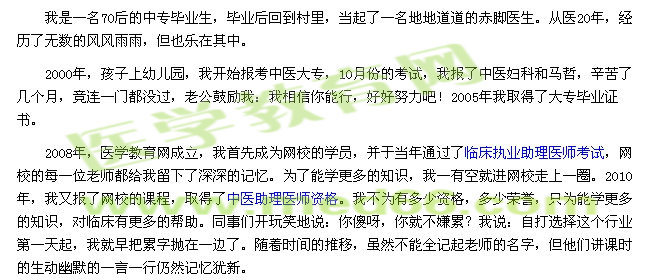 我是一名70后的中专毕业生，毕业后回到村里，当起了一名地地道道的赤脚医生。从医20年，经
历了无数的风风雨雨，但也乐在其中。
2000年，孩子上幼儿园，我开始报考中医大专，10月份的考试，我报了中医妇科和马哲，辛苦了
几个月，竟连一门都没过，老公鼓励我：我相信你能行，好好努力吧！2005年我取得了大专毕业证
书。
2008年，医学教育网成立，我首先成为网校的学员，并于当年通过了临床执业助理医师考试，网
校的每一位老师都给我留下了深深的记忆。为了能学更多的知识，我一有空就进网校走上一圈。2010
年，我又报了网校的课程，取得了中医助理医师资格。我不为有多少资格，多少荣誉，只为能学更多
的知识，对临床有更多的帮助。同事们开玩笑地说：你傻呀，你就不嫌累？我说：自打选择这个行业
第一天起，我就早把累字抛在一边了。随着时间的推移，虽然不能全记起老师的名字，但他们讲课时
的生动幽默的一言一行仍然记忆犹新。
医学教育网
www.med66.com